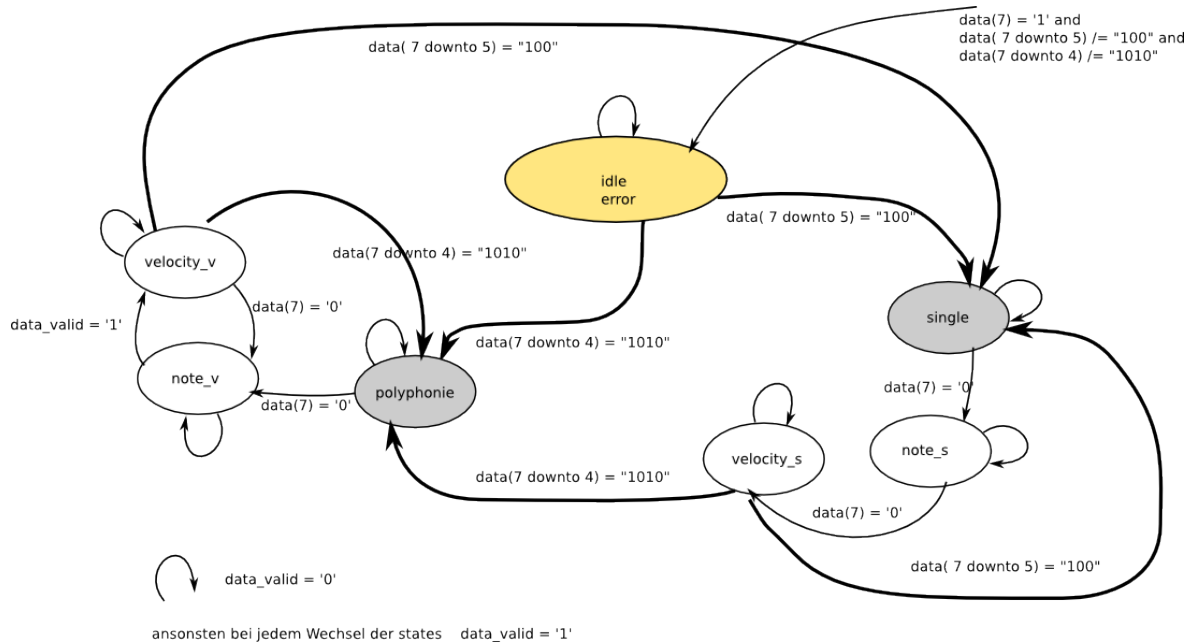 data(7) = '1' and
data( 7 downto 5) /= "100" and
data(7 downto 4) /= "1010"
data( 7 downto 5) = "100"
idle
error
data( 7 downto 5) = "100"
data(7 downto 4) = "1010"
velocity_v
data(7) = '0'
data_valid = '1'
single
data(7 downto 4) = "1010"
note_v
polyphonie
data(7) = '0'
data(7) = '0'
velocity_s
note_s
data(7 downto 4) = "1010"
data(7) = '0'
data( 7 downto 5) = "100"
data_valid = '0'
ansonsten bei jedem Wechsel der states data_valid = '1'